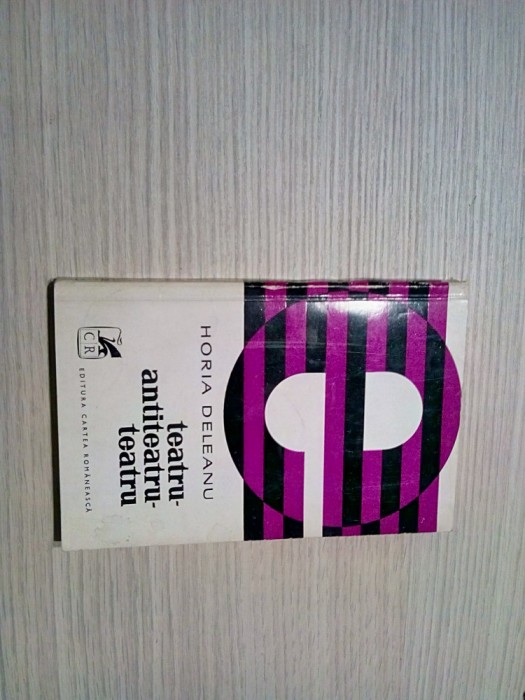 HORIA DELEANU
teatru-
antiteatru-
teatru
CR
EDITURA CARTEA ROMÂNEASCĂ